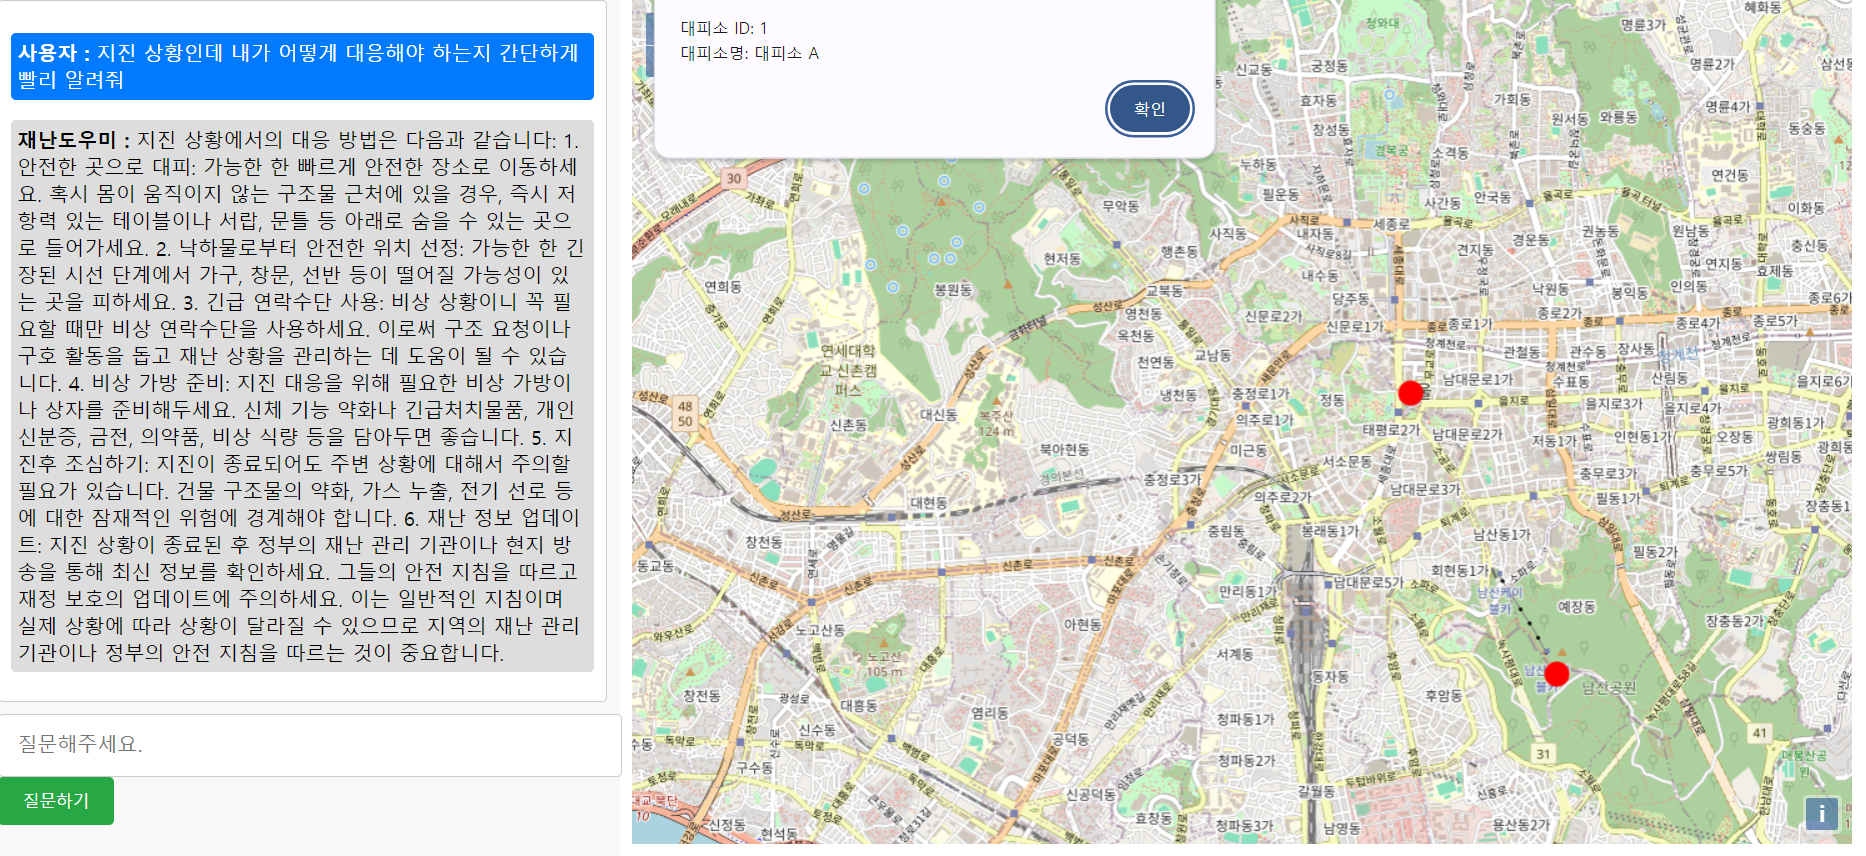 사용자 : 지진 상황인데 내가 어떻게 대응해야 하는지 간단하게
빨리 알려줘
재난도우미 : 지진 상황에서의 대응 방법은 다음과 같습니다: 1.
안전한 곳으로 대피: 가능한 한 빠르게 안전한 장소로 이동하세
요. 혹시 몸이 움직이지 않는 구조물 근처에 있을 경우, 즉시 저
항력 있는 테이블이나 서랍, 문틀 등 아래로 숨을 수 있는 곳으
로 들어가세요. 2. 낙하물로부터 안전한 위치 선정: 가능한 한 긴
장된 시선 단계에서 가구, 창문, 선반 등이 떨어질 가능성이 있
는 곳을 피하세요. 3. 긴급 연락수단 사용: 비상 상황이니 꼭 필
요할 때만 비상 연락수단을 사용하세요. 이로써 구조 요청이나
구호 활동을 돕고 재난 상황을 관리하는 데 도움이 될 수 있습
니다. 4. 비상 가방 준비: 지진 대응을 위해 필요한 비상 가방이
나 상자를 준비해두세요. 신체 기능 약화나 긴급처치물품, 개인
신분증, 금전, 의약품, 비상 식량 등을 담아두면 좋습니다. 5. 지
진후 조심하기: 지진이 종료되어도 주변 상황에 대해서 주의할
필요가 있습니다. 건물 구조물의 약화, 가스 누출, 전기 선로 등
에 대한 잠재적인 위험에 경계해야 합니다. 6. 재난 정보 업데이
트: 지진 상황이 종료된 후 정부의 재난 관리 기관이나 현지 방
송을 통해 최신 정보를 확인하세요. 그들의 안전 지침을 따르고
재정 보호의 업데이트에 주의하세요. 이는 일반적인 지침이며
실제 상황에 따라 상황이 달라질 수 있으므로 지역의 재난 관리
기관이나 정부의 안전 지침을 따르는 것이 중요합니다.
질문해주세요.
질문하기
대피소 ID: 1
대피소명: 대피소 A
확인
청와대
명륜3가
혜화동
신교동
궁정동
명륜2가
삼선동
효자동
가회동
명륜4가
원서동
와룡동
창성동
동숭동
경복궁
소격동
누하동
연건동
30
필운동
사간동
안국동
율곡로
율곡 터널
무악동
이화동
사직로
세종로
사직동
내자동
견지동
경운동
권농동
원남동
충신동
행촌동
현저동
사직로8길
연지동
효제동
내수동
연희동
봉원동
교북동
당주동
낙원동
봉익동
인의동
종로6가
성산로
영천동
신문로2가
종로2가
옥천동
신문로1가
종로1가
종로4가
종로5가
금화터널
연세대학
교 신촌캠
퍼스
교남동
천연동
관철동
관수동
장사동
청계천
냉천동
충정로1가
남대문로1가
수표동
산림동
을지로6가
48
50
대신동
복주산
124 m
정동
을지로3가
을지로4가
신촌동
의주로1가
태평로2가
남대문로2가
저동1가
인현동1가
오장동
광희동1가
북아현동
미근동
서소문동
쌍림동
충정로3가
충무로3가
충무로5가
대현동
의주로2가
남대문로3가
필동1가
중림동
봉래동1가
남산동1가
장충동1가
창천동
필동2가
동교동
신촌로
남대문로5가
회현동1가
만리동1가
남산케이
블카
예장동
장충동2가
노고산동
아현동
서계동
노고산
105 m
동자동
남산공원
창전동
대흥동
후암동
염리동
청파동1가
신수동
공덕동
31
41
매봉산공
원
구수동
청파동2가
신공덕동
갈월동
신정동
현석동
효창동
청파동3가
남영동
용산동2가
i